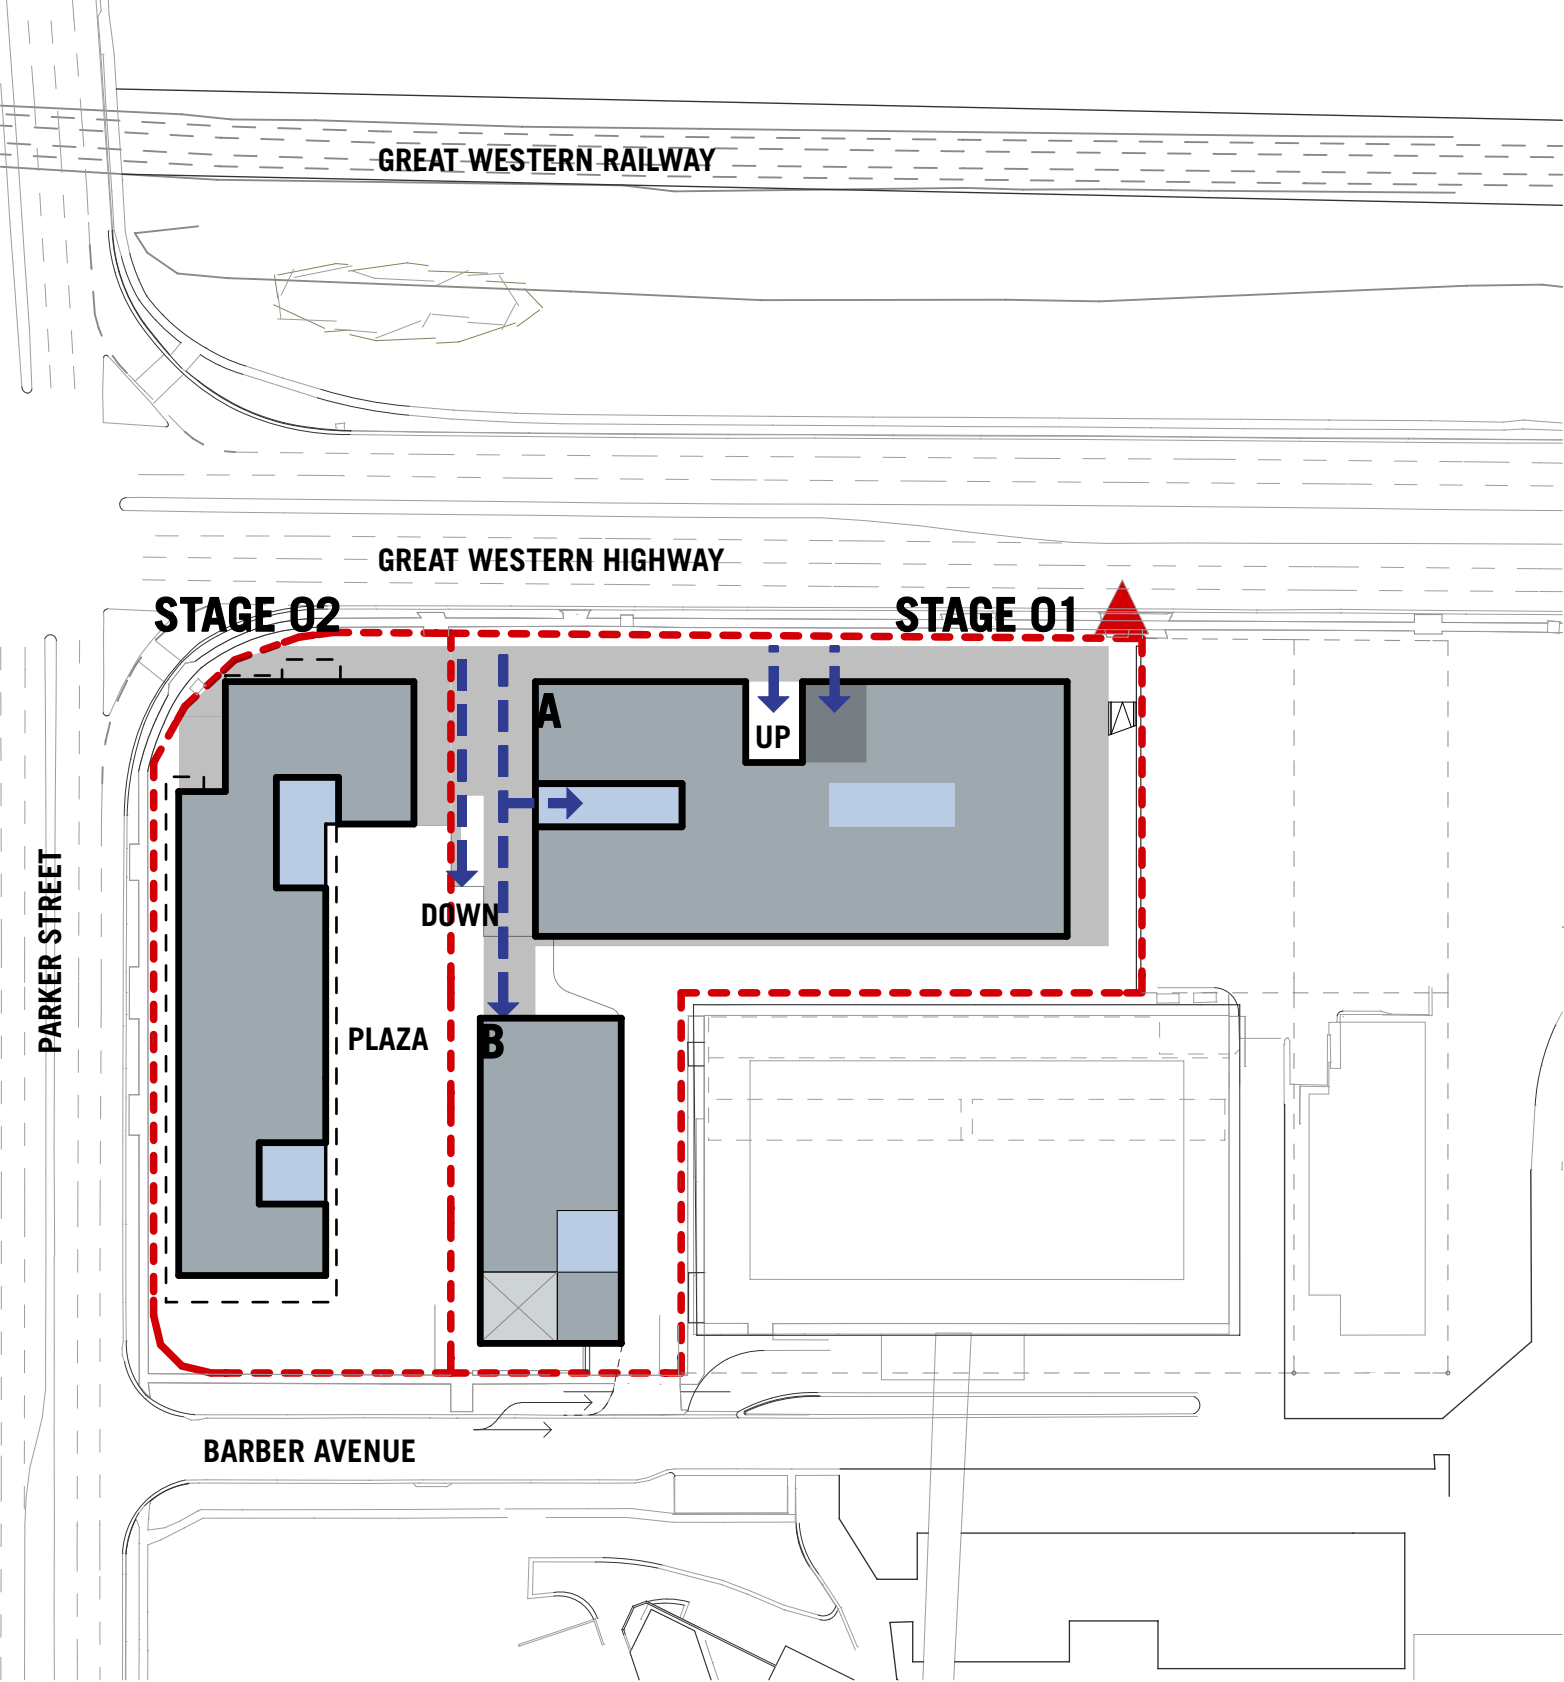 GREAT WESTERN RAILWAY
GREAT WESTERN HIGHWAY
STAGE 02
STAGE 01
A
UP
DOWN
PARKER STREET
PLAZA
B
BARBER AVENUE